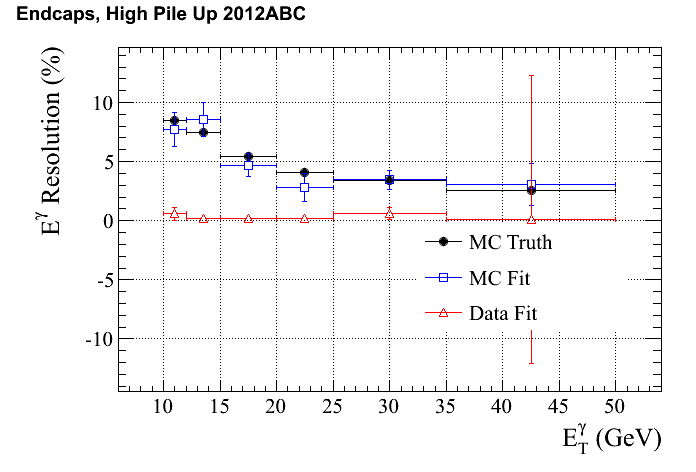 Endcaps, High Pile Up 2012ABC
E^γ Resolution (%)
10
5
0
-5
-10
MC Truth
MC Fit
Data Fit
10 15 20 25 30 35 40 45 50
E_T^γ (GeV)